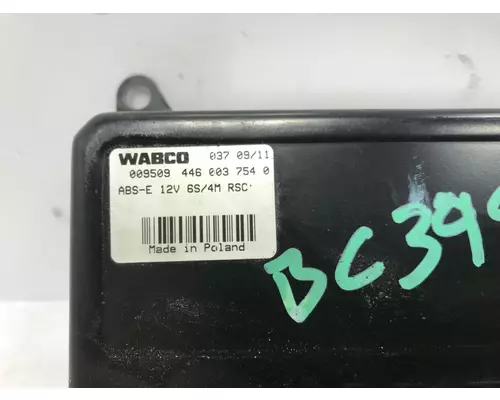 WABCO 037 09/11
009509 446 003 754 0
ABS-E 12V 6S/4M RSC
Made in Poland
BC39